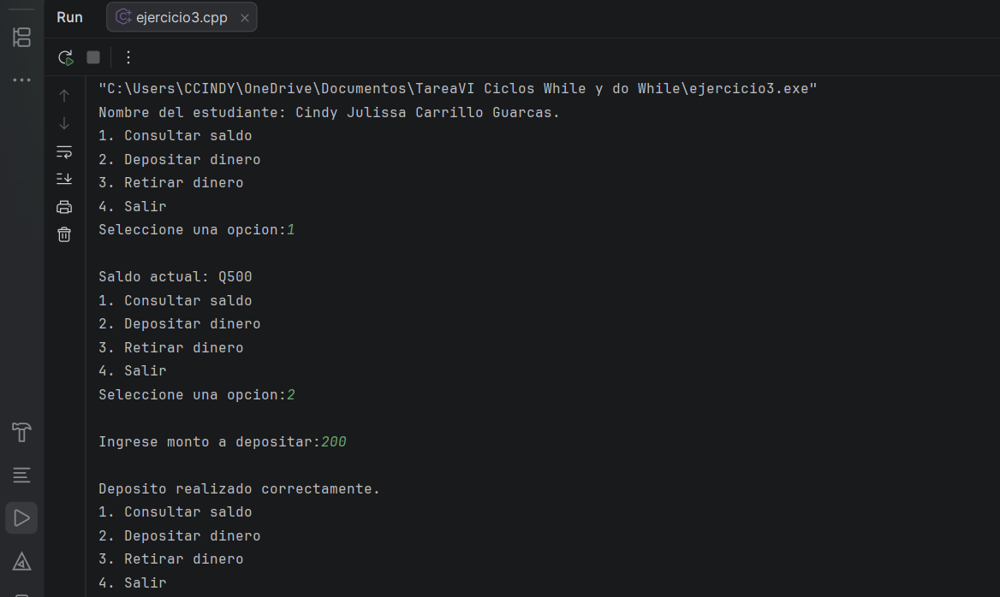 Run
ejercicio3.cpp
"C:\Users\CCINDY\OneDrive\Documentos\TareaVI Ciclos While y do While\ejercicio3.exe"
Nombre del estudiante: Cindy Julissa Carrillo Guarcas.
1. Consultar saldo
2. Depositar dinero
3. Retirar dinero
4. Salir
Seleccione una opcion:1
Saldo actual: Q500
1. Consultar saldo
2. Depositar dinero
3. Retirar dinero
4. Salir
Seleccione una opcion:2
Ingrese monto a depositar:200
Deposito realizado correctamente.
1. Consultar saldo
2. Depositar dinero
3. Retirar dinero
4. Salir